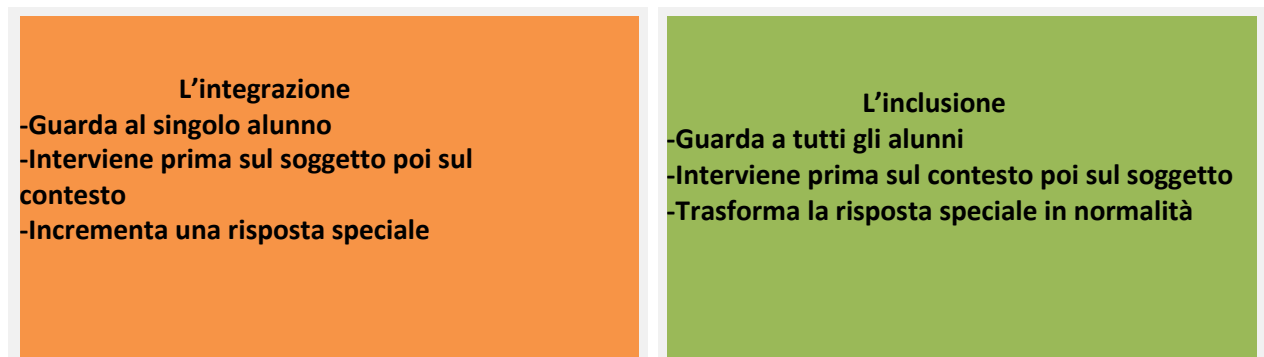 L’integrazione
-Guarda al singolo alunno
-Interviene prima sul soggetto poi sul
contesto
-Incrementa una risposta speciale
L’inclusione
-Guarda a tutti gli alunni
-Interviene prima sul contesto poi sul soggetto
-Trasforma la risposta speciale in normalità